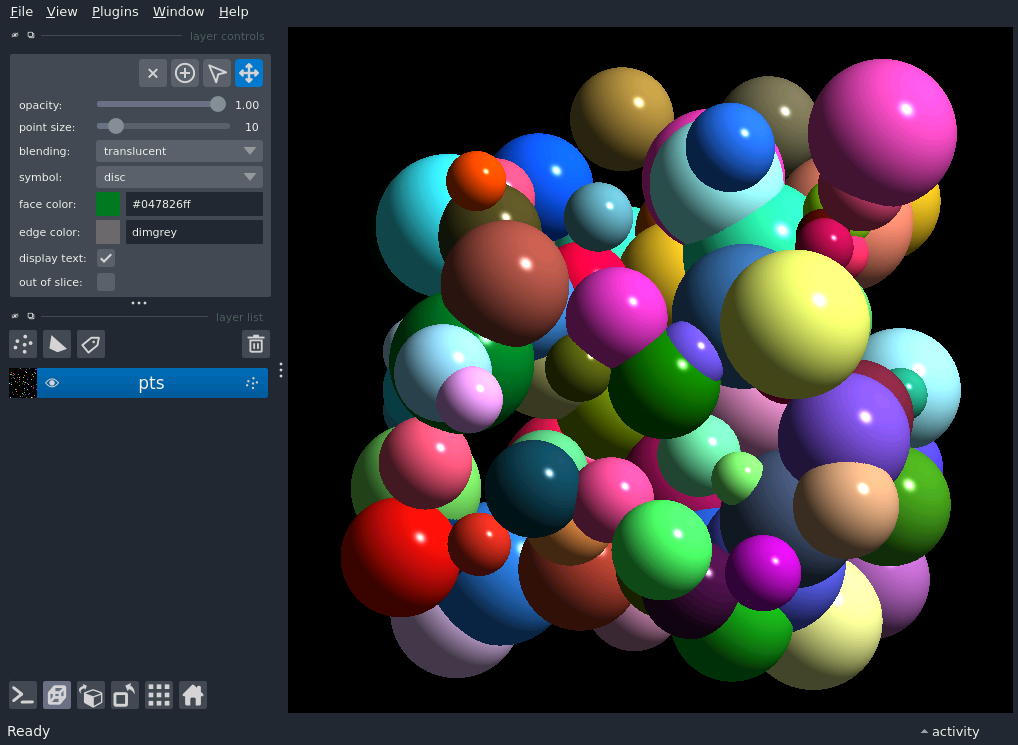 File View Plugins Window Help
layer controls
opacity: 1.00
point size: 10
blending: translucent
symbol: disc
face color: #047826ff
edge color: dimgrey
display text:
out of slice:
layer list
pts
Ready
activity